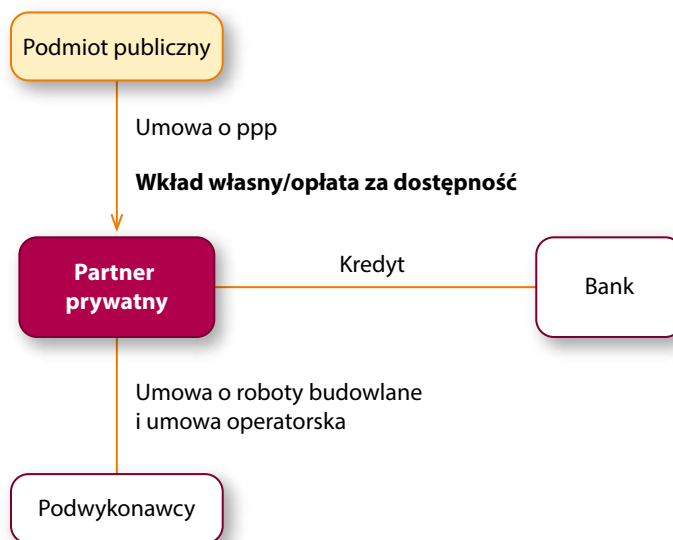 Podmiot publiczny
Umowa o ppp
Wkład własny/opłata za dostępność
Partner
prywatny
Kredyt
Bank
Umowa o roboty budowlane
i umowa operatorska
Podwykonawcy